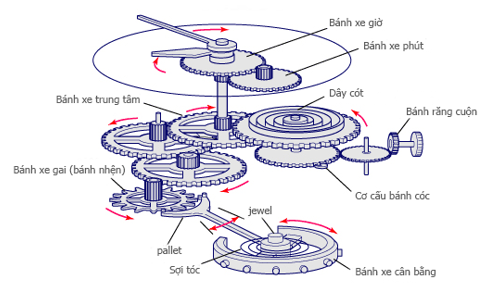 Bánh xe giờ
Bánh xe phút
Dây cót
Bánh xe trung tâm
Bánh răng cuộn
Bánh xe gai (bánh nhện)
Cơ cấu bánh cóc
jewel
pallet
Sợi tóc
Bánh xe cân bằng